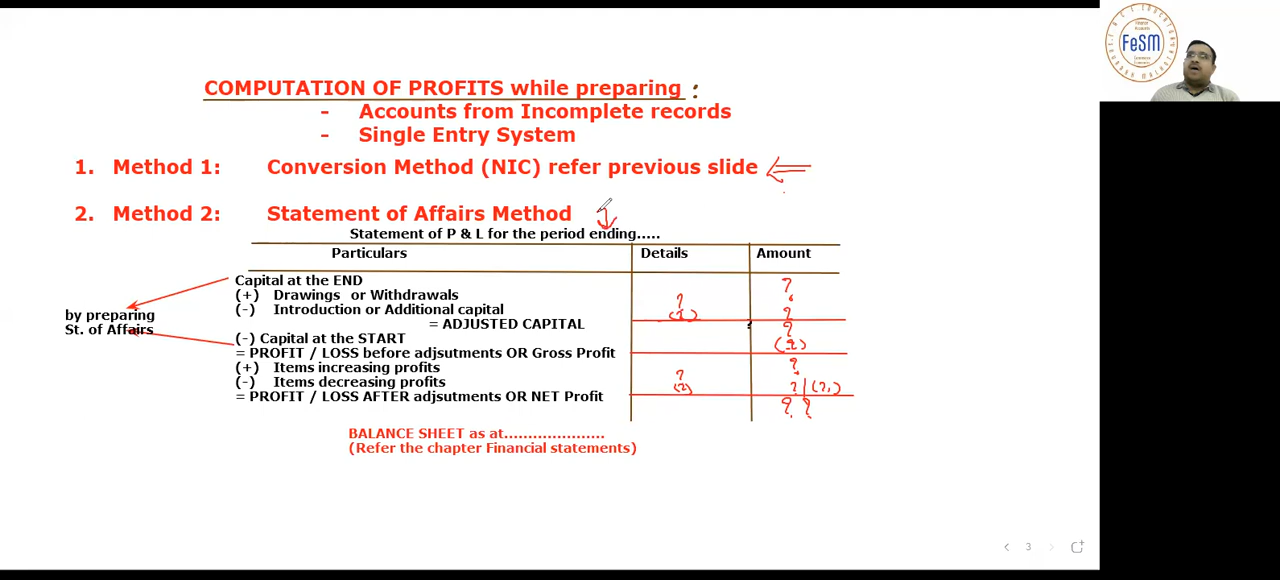 COMPUTATION OF PROFITS while preparing :
- Accounts from Incomplete records
- Single Entry System
1. Method 1: Conversion Method (NIC) refer previous slide
2. Method 2: Statement of Affairs Method
Statement of P & L for the period ending.....
Particulars Details Amount
Capital at the END ?
(+) Drawings or Withdrawals ?
(-) Introduction or Additional capital (?) ?
= ADJUSTED CAPITAL ? ?
(-) Capital at the START (?)
= PROFIT / LOSS before adjsutments OR Gross Profit
(+) Items increasing profits ? ?
(-) Items decreasing profits (?) ? / (?)
= PROFIT / LOSS AFTER adjsutments OR NET Profit ? ?
by preparing
St. of Affairs
BALANCE SHEET as at.....................
(Refer the chapter Financial statements)
3
FeSM